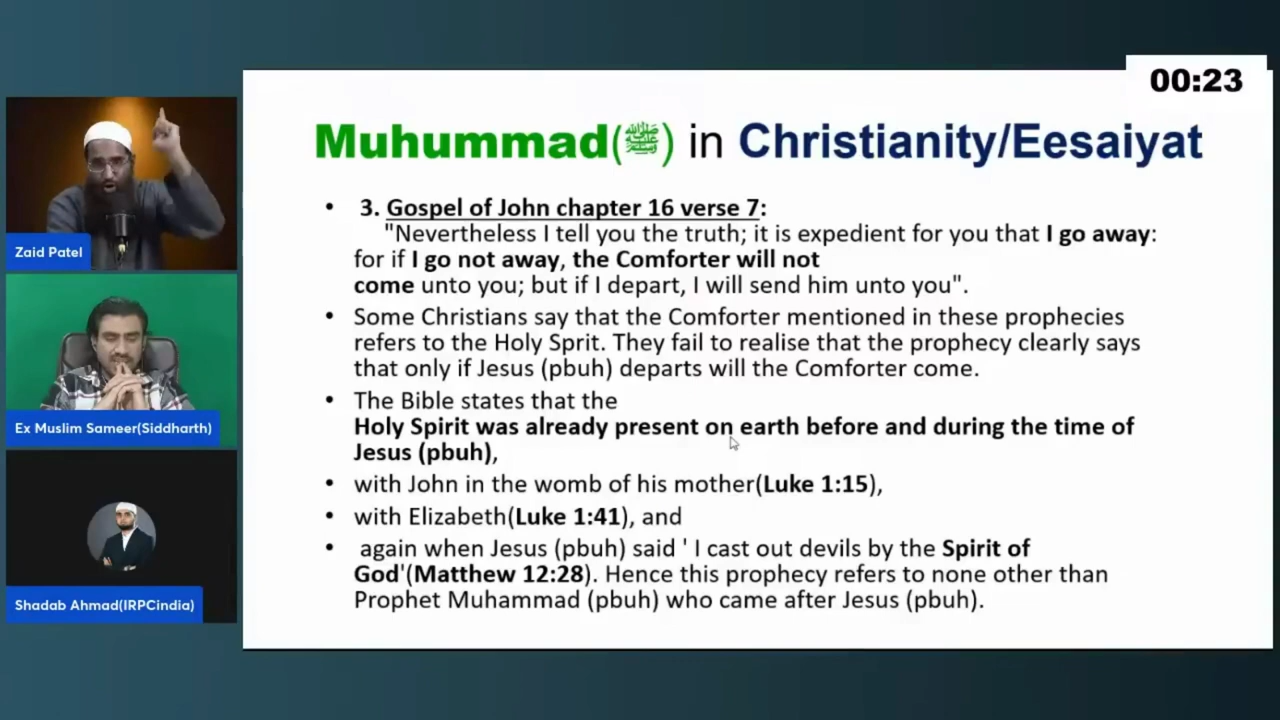 00:23
Muhummad(ﷺ) in Christianity/Eesaiyat
• 3. Gospel of John chapter 16 verse 7:
"Nevertheless I tell you the truth; it is expedient for you that I go away:
for if I go not away, the Comforter will not
come unto you; but if I depart, I will send him unto you".
• Some Christians say that the Comforter mentioned in these prophecies
refers to the Holy Sprit. They fail to realise that the prophecy clearly says
that only if Jesus (pbuh) departs will the Comforter come.
• The Bible states that the
Holy Spirit was already present on earth before and during the time of
Jesus (pbuh),
• with John in the womb of his mother(Luke 1:15),
• with Elizabeth(Luke 1:41), and
• again when Jesus (pbuh) said ' I cast out devils by the Spirit of
God'(Matthew 12:28). Hence this prophecy refers to none other than
Prophet Muhammad (pbuh) who came after Jesus (pbuh).
Zaid Patel
Ex Muslim Sameer(Siddharth)
Shadab Ahmad(IRPCindia)